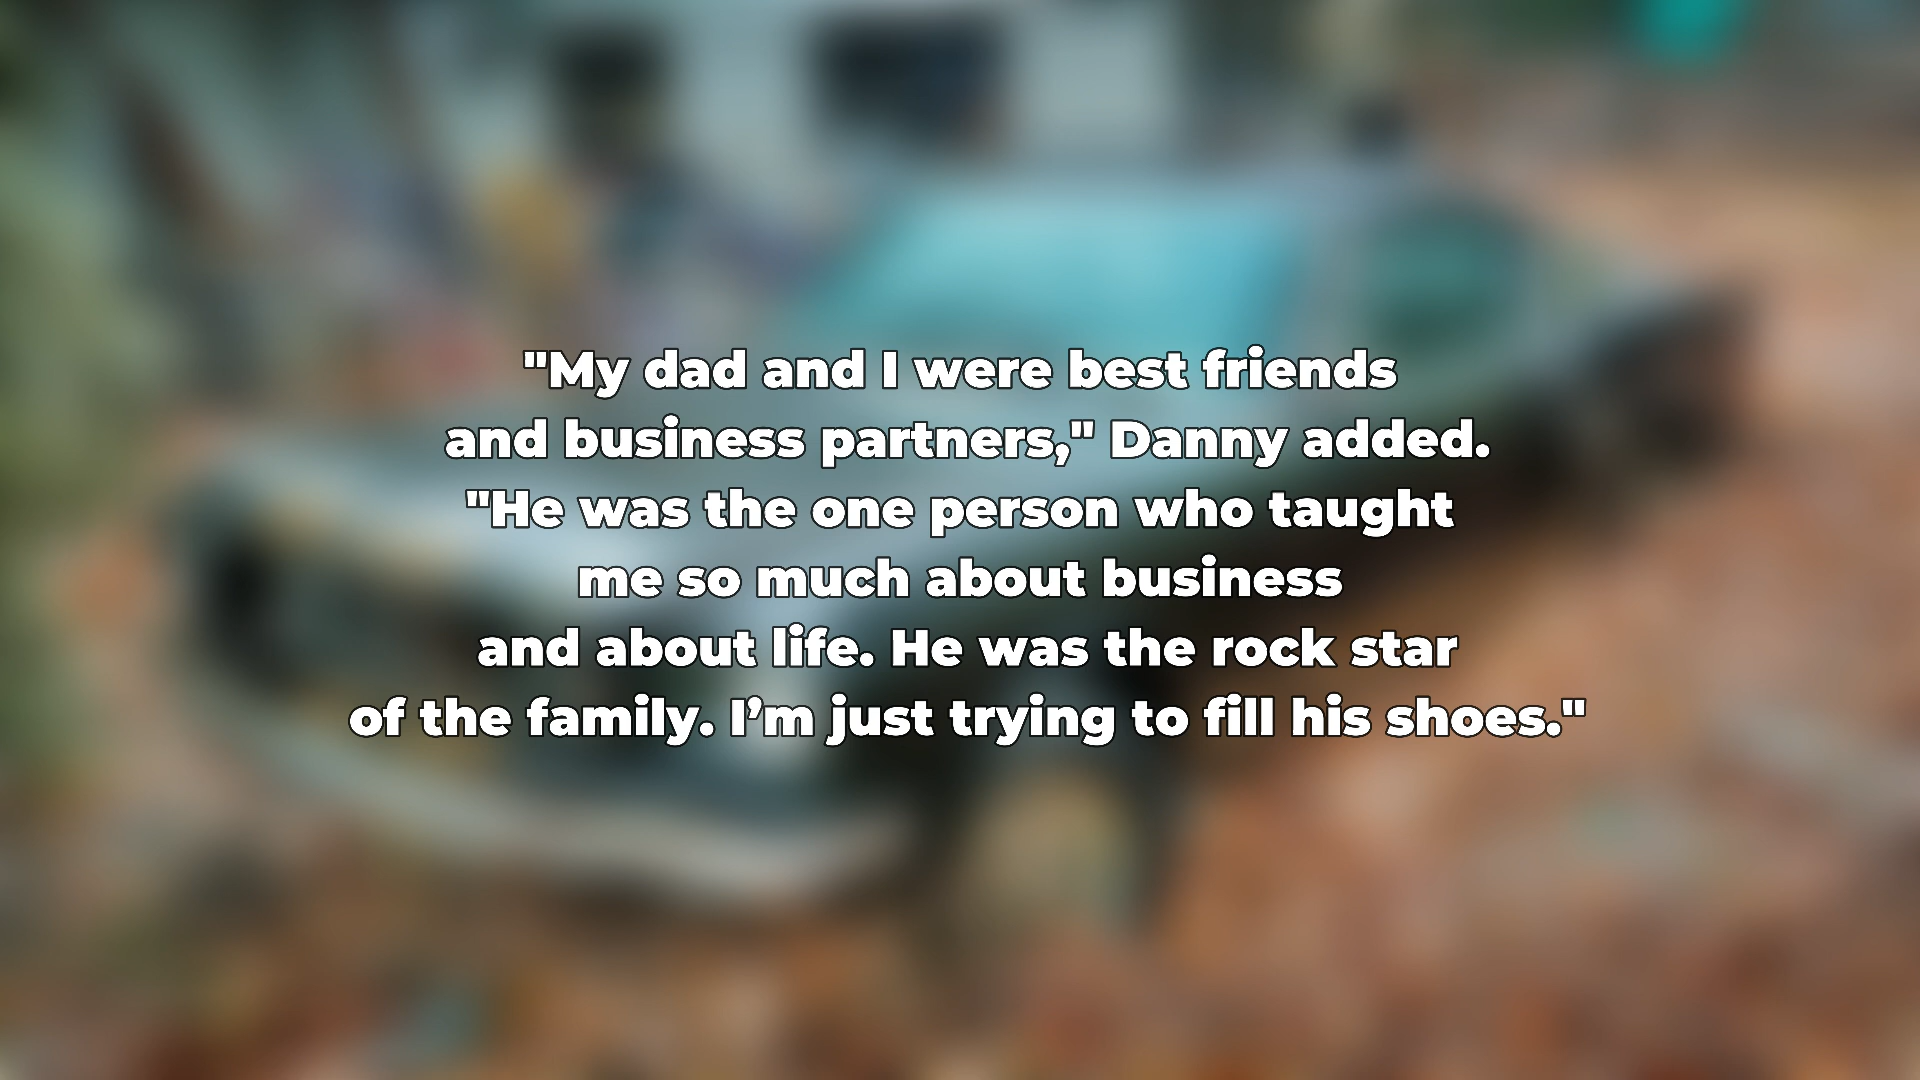 "My dad and I were best friends
and business partners," Danny added.
"He was the one person who taught
me so much about business
and about life. He was the rock star
of the family. I’m just trying to fill his shoes."